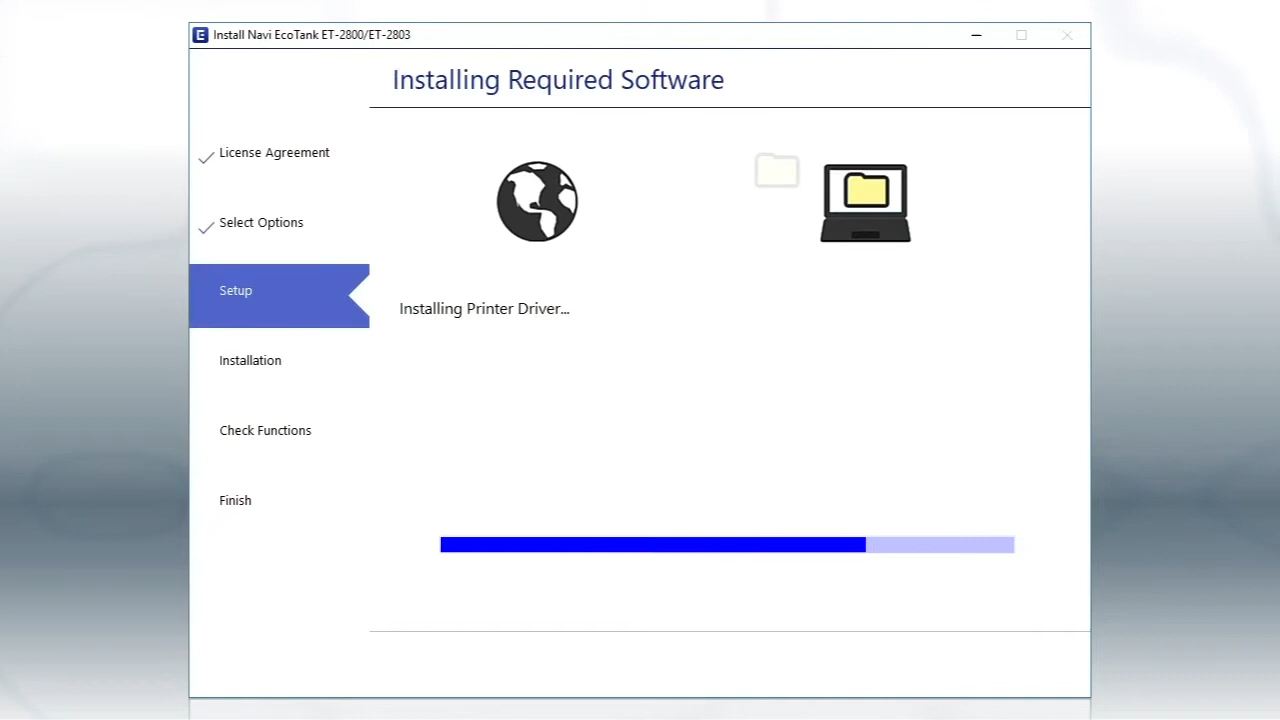 Install Navi EcoTank ET-2800/ET-2803
Installing Required Software
License Agreement
Select Options
Setup
Installing Printer Driver...
Installation
Check Functions
Finish